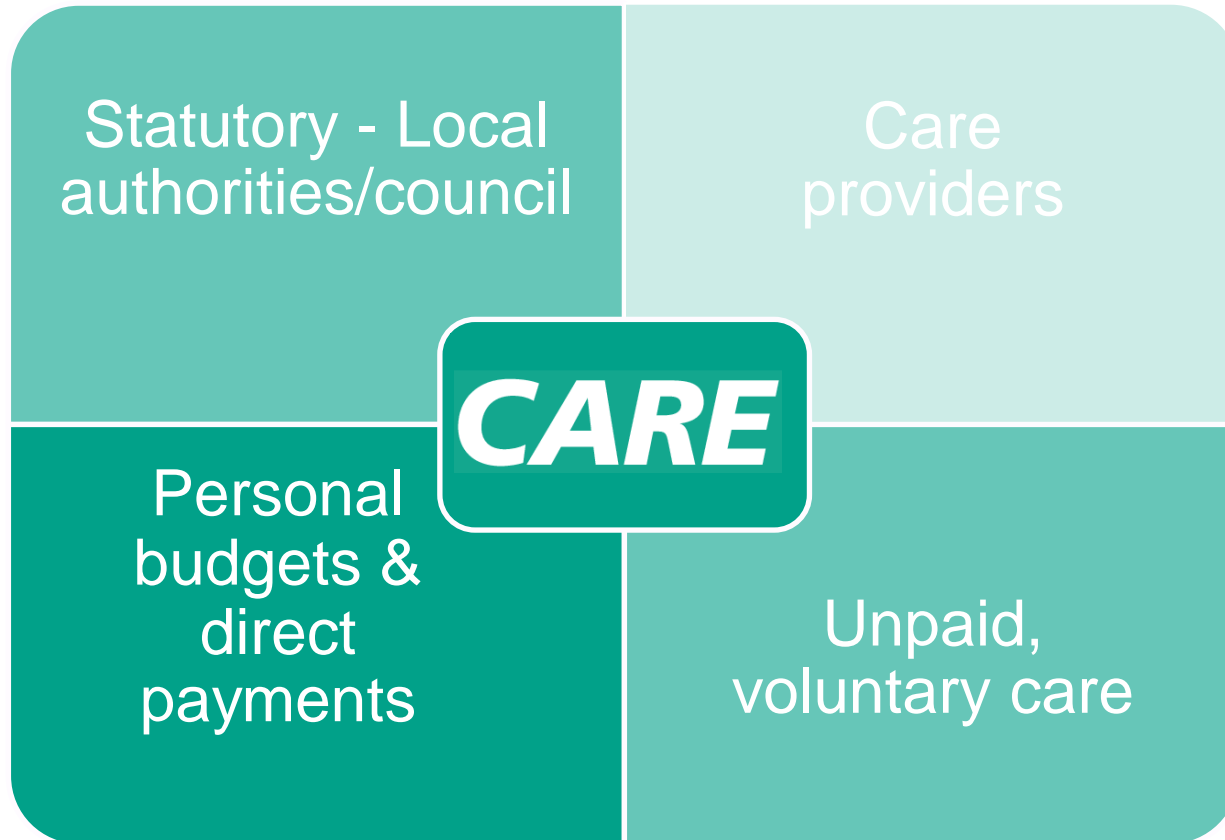 Statutory - Local
authorities/council
Care
providers
CARE
Personal
budgets &
direct
payments
Unpaid,
voluntary care